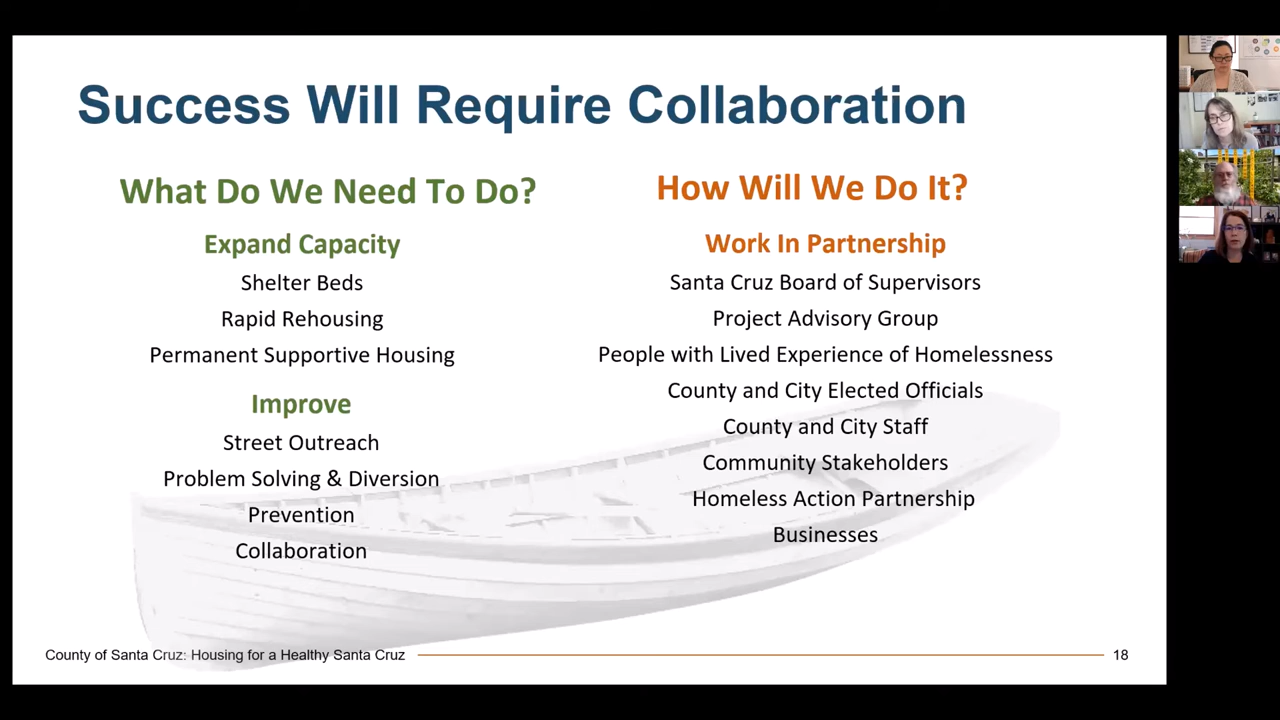 Success Will Require Collaboration
What Do We Need To Do?
Expand Capacity
Shelter Beds
Rapid Rehousing
Permanent Supportive Housing
Improve
Street Outreach
Problem Solving & Diversion
Prevention
Collaboration
How Will We Do It?
Work In Partnership
Santa Cruz Board of Supervisors
Project Advisory Group
People with Lived Experience of Homelessness
County and City Elected Officials
County and City Staff
Community Stakeholders
Homeless Action Partnership
Businesses
County of Santa Cruz: Housing for a Healthy Santa Cruz
18